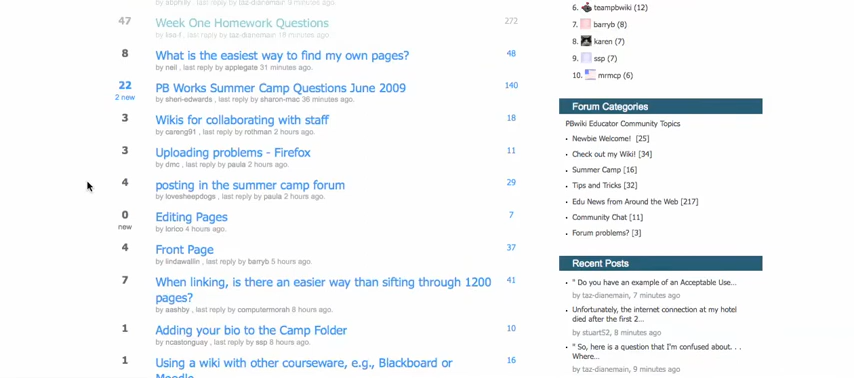 by abphilly , last reply by taz-dianemain 9 minutes ago.
47 Week One Homework Questions 272
by kss-f , last reply by taz-dianemain 18 minutes ago.
8 What is the easiest way to find my own pages? 48
by neil , last reply by applegate 31 minutes ago.
22 PB Works Summer Camp Questions June 2009 140
2 new by sheri-edwards , last reply by sharon-mac 36 minutes ago.
3 Wikis for collaborating with staff 18
by careng91 , last reply by rothman 2 hours ago.
3 Uploading problems - Firefox 11
by dmc , last reply by paula 2 hours ago.
4 posting in the summer camp forum 29
by lovesheepdogs , last reply by paula 2 hours ago.
0 Editing Pages 7
new by lorico 4 hours ago.
4 Front Page 37
by lindawallin , last reply by barryb 5 hours ago.
7 When linking, is there an easier way than sifting through 1200 41
pages?
by aashby , last reply by computermorah 8 hours ago.
1 Adding your bio to the Camp Folder 10
by ncastonguay , last reply by ssp 8 hours ago.
1 Using a wiki with other courseware, e.g., Blackboard or 16
Moodle
6. teampbwiki (12)
7. barryb (8)
8. karen (7)
9. ssp (7)
10. mrmcp (6)
Forum Categories
PBwiki Educator Community Topics
Newbie Welcome! [25]
Check out my Wiki! [34]
Summer Camp [16]
Tips and Tricks [32]
Edu News from Around the Web [217]
Community Chat [11]
Forum problems? [3]
Recent Posts
" Do you have an example of an Acceptable Use...
by taz-dianemain, 7 minutes ago
Unfortunately, the internet connection at my hotel
died after the first 2...
by stuart52, 8 minutes ago
" So, here is a question that I'm confused about. . .
Where...
by taz-dianemain, 9 minutes ago